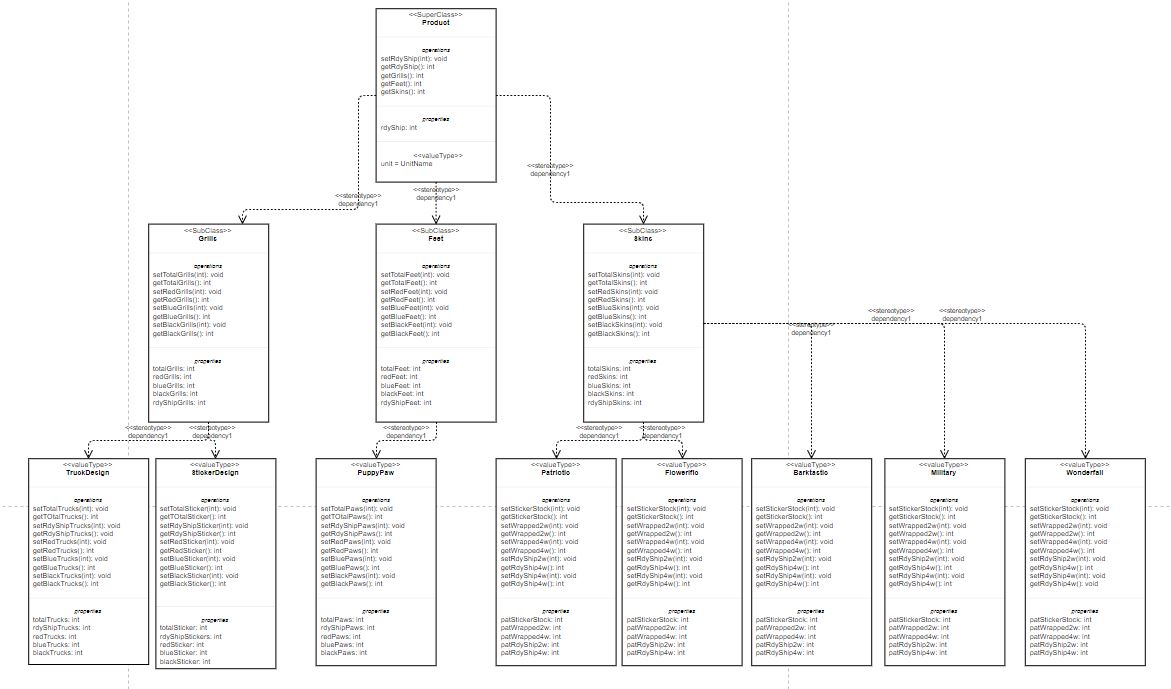 <<SuperClass>>
Product
operations
setRdyShip(int): void
getRdyShip(): int
getGrills(): int
getFeet(): int
getSkins(): int
properties
rdyShip: int
<<valueType>>
unit = UnitName
<<stereotype>>
dependency1
<<stereotype>>
dependency1
<<stereotype>>
dependency1
<<SubClass>>
Grills
operations
setTotalGrills(int): void
getTotalGrills(): int
setRedGrills(int): void
getRedGrills(): int
setBlueGrills(int): void
getBlueGrills(): int
setBlackGrills(int): void
getBlackGrills(): int
properties
totalGrills: int
redGrills: int
blueGrills: int
blackGrills: int
rdyShipGrills: int
<<SubClass>>
Feet
operations
setTotalFeet(int): void
getTotalFeet(): int
setRedFeet(int): void
getRedFeet(): int
setBlueFeet(int): void
getBlueFeet(): int
setBlackFeet(int): void
getBlackFeet(): int
properties
totalFeet: int
redFeet: int
blueFeet: int
blackFeet: int
rdyShipFeet: int
<<SubClass>>
Skins
operations
setTotalSkins(int): void
getTotalSkins(): int
setRedSkins(int): void
getRedSkins(): int
setBlueSkins(int): void
getBlueSkins(): int
setBlackSkins(int): void
getBlackSkins(): int
properties
totalSkins: int
redSkins: int
blueSkins: int
blackSkins: int
rdyShipSkins: int
<<stereotype>>
dependency1
<<stereotype>>
dependency1
<<stereotype>>
dependency1
<<stereotype>>
dependency1
<<stereotype>>
dependency1
<<stereotype>>
dependency1
<<stereotype>>
dependency1
<<stereotype>>
dependency1
<<valueType>>
TruckDesign
operations
setTotalTrucks(int): void
getTOtalTrucks(): int
setRdyShipTrucks(int): void
getRdyShipTrucks(): int
setRedTrucks(int): void
getRedTrucks(): int
setBlueTrucks(int): void
getBlueTrucks(): int
setBlackTrucks(int): void
getBlackTrucks(): int
properties
totalTrucks: int
rdyShipTrucks: int
redTrucks: int
blueTrucks: int
blackTrucks: int
<<valueType>>
StickerDesign
operations
setTotalSticker(int): void
getTOtalSticker(): int
setRdyShipSticker(int): void
getRdyShipSticker(): int
setRedSticker(int): void
getRedSticker(): int
setBlueSticker(int): void
getBlueSticker(): int
setBlackSticker(int): void
getBlackSticker(): int
properties
totalSticker: int
rdyShipStickers: int
redSticker: int
blueSticker: int
blackSticker: int
<<valueType>>
PuppyPaw
operations
setTotalPaws(int): void
getTOtalPaws(): int
setRdyShipPaws(int): void
getRdyShipPaws(): int
setRedPaws(int): void
getRedPaws(): int
setBluePaws(int): void
getBluePaws(): int
setBlackPaws(int): void
getBlackPaws(): int
properties
totalPaws: int
rdyShipPaws: int
redPaws: int
bluePaws: int
blackPaws: int
<<valueType>>
Patriotic
operations
setStickerStock(int): void
getStickerStock(): int
setWrapped2w(int): void
getWrapped2w(): int
setWrapped4w(int): void
getWrapped4w(): int
setRdyShip2w(int): void
getRdyShip4w(): int
setRdyShip4w(int): void
getRdyShip4w(): int
properties
patStickerStock: int
patWrapped2w: int
patWrapped4w: int
patRdyShip2w: int
patRdyShip4w: int
<<valueType>>
Flowerific
operations
setStickerStock(int): void
getStickerStock(): int
setWrapped2w(int): void
getWrapped2w(): int
setWrapped4w(int): void
getWrapped4w(): int
setRdyShip2w(int): void
getRdyShip4w(): int
setRdyShip4w(int): void
getRdyShip4w(): int
properties
patStickerStock: int
patWrapped2w: int
patWrapped4w: int
patRdyShip2w: int
patRdyShip4w: int
<<valueType>>
Barktastic
operations
setStickerStock(int): void
getStickerStock(): int
setWrapped2w(int): void
getWrapped2w(): int
setWrapped4w(int): void
getWrapped4w(): int
setRdyShip2w(int): void
getRdyShip4w(): int
setRdyShip4w(int): void
getRdyShip4w(): int
properties
patStickerStock: int
patWrapped2w: int
patWrapped4w: int
patRdyShip2w: int
patRdyShip4w: int
<<valueType>>
Military
operations
setStickerStock(int): void
getStickerStock(): int
setWrapped2w(int): void
getWrapped2w(): int
setWrapped4w(int): void
getWrapped4w(): int
setRdyShip2w(int): void
getRdyShip4w(): int
setRdyShip4w(int): void
getRdyShip4w(): int
properties
patStickerStock: int
patWrapped2w: int
patWrapped4w: int
patRdyShip2w: int
patRdyShip4w: int
<<valueType>>
Wonderfall
operations
setStickerStock(int): void
getStickerStock(): int
setWrapped2w(int): void
getWrapped2w(): int
setWrapped4w(int): void
getWrapped4w(): int
setRdyShip2w(int): void
getRdyShip4w(): int
setRdyShip4w(int): void
getRdyShip4w(): void
properties
patStickerStock: int
patWrapped2w: int
patWrapped4w: int
patRdyShip2w: int
patRdyShip4w: int